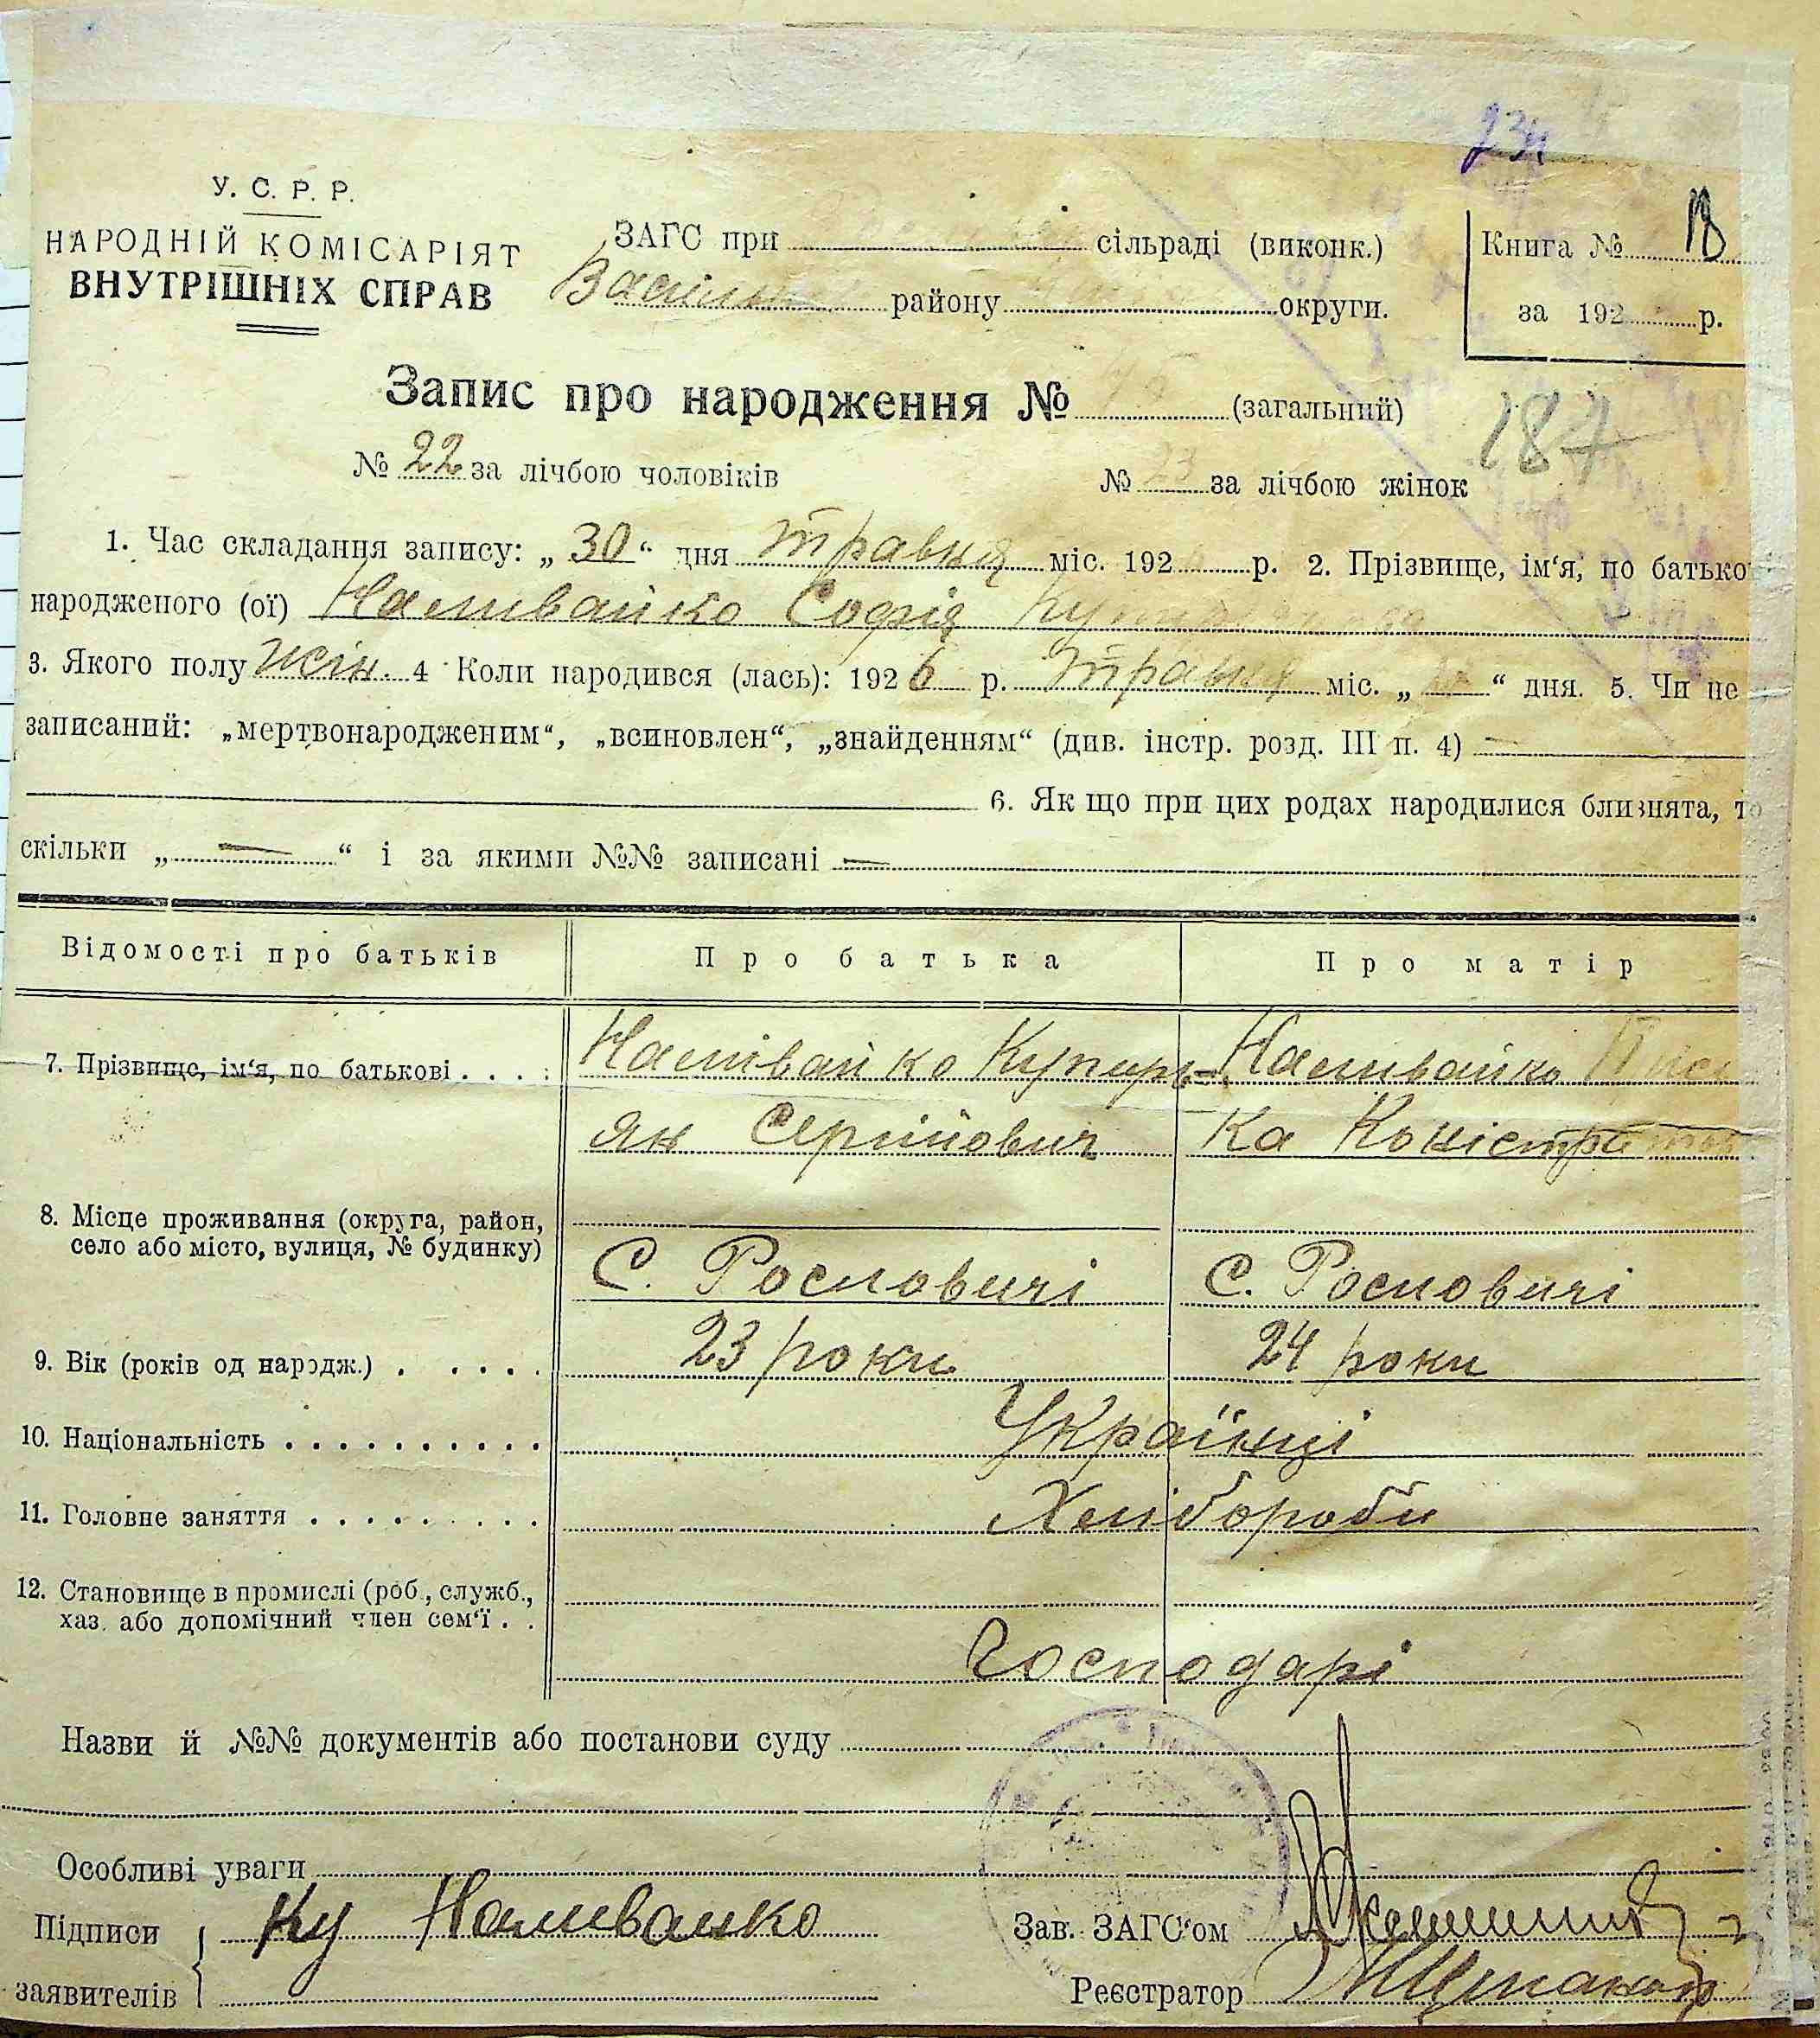 23н
У. С. Р. Р.
НАРОДНІЙ КОМІСАРІЯТ
ВНУТРІШНІХ СПРАВ
ЗАГС при сільраді (виконк.)
району округи.
Книга №
за 192 р.
Запис про народження № (загальний)
187
№ 22 за лічбою чоловіків № 23 за лічбою жінок
1. Час складання запису: „30“ дня травня міс. 192 р. 2. Прізвище, ім‘я, по батько
народженого (ої) Наливайко Софія
3. Якого полу жін. 4 Коли народився (лась): 1926 р. травня міс. „ “ дня. 5. Чи не
записаний: „мертвонародженим“, „всиновлен“, „знайденням“ (див. інстр. розд. III п. 4) —
6. Як що при цих родах народилися близнята, то
скільки „ — “ і за якими №№ записані —
Відомості про батьків Про батька Про матір
7. Прізвище, ім‘я, по батькові . . . . Наливайко Купирь- Наливайко
ян Сергійович ка
8. Місце проживання (округа, район,
село або місто, вулиця, № будинку)
С. Рословичі С. Рословичі
9. Вік (років од народж.) . . . . . 23 роки 24 роки
10. Національність . . . . . . . . . . Українці
11. Головне заняття . . . . . . . . . Хлібороби
12. Становище в промислі (роб., служб.,
хаз. або допомічний член сем‘ї . .
Господарі
Назви й №№ документів або постанови суду
Особливі уваги
Підписи Ку Наливайко Зав. ЗАГС‘ом
заявителів Реєстратор